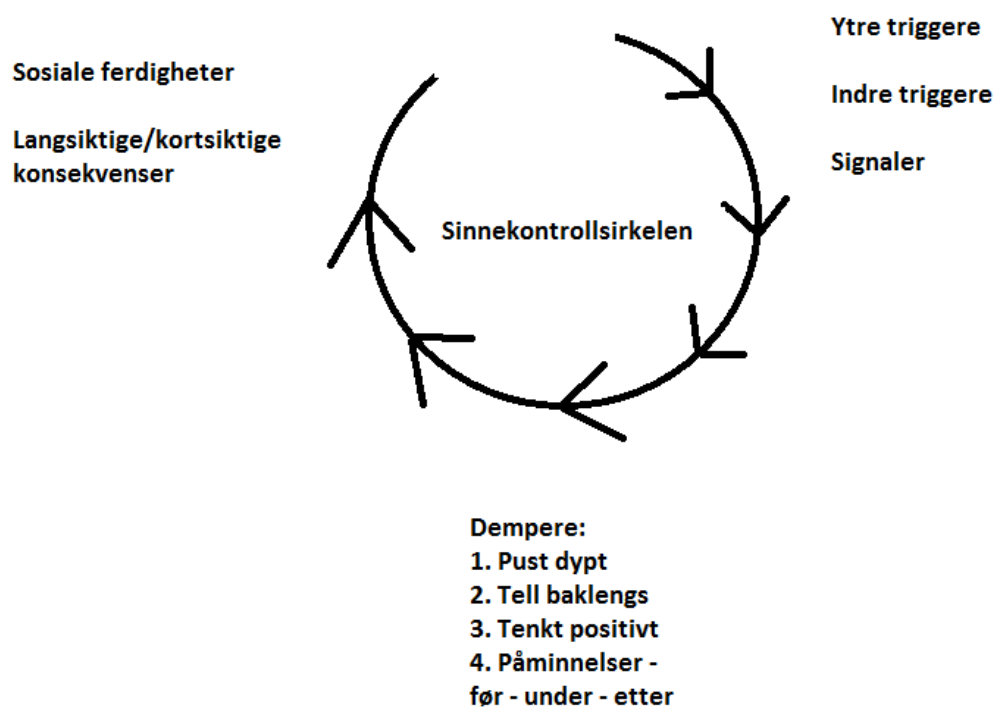 Ytre triggere
Indre triggere
Signaler
Sosiale ferdigheter
Langsiktige/kortsiktige
konsekvenser
Sinnekontrollsirkelen
Dempere:
1. Pust dypt
2. Tell baklengs
3. Tenkt positivt
4. Påminnelser -
før - under - etter